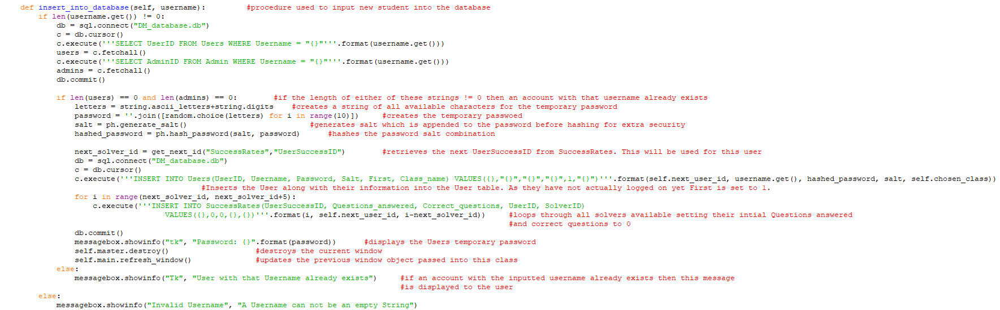 def insert_into_database(self, username):         #procedure used to input new student into the database
    if len(username.get()) != 0:
        db = sql.connect("DM_database.db")
        c = db.cursor()
        c.execute('''SELECT UserID FROM Users WHERE Username = "{}"'''.format(username.get()))
        users = c.fetchall()
        c.execute('''SELECT AdminID FROM Admin WHERE Username = "{}"'''.format(username.get()))
        admins = c.fetchall()
        db.commit()

        if len(users) == 0 and len(admins) == 0:        #if the length of either of these strings != 0 then an account with that username already exists
            letters = string.ascii_letters+string.digits    #creates a string of all available characters for the temporary password
            password = ''.join([random.choice(letters) for i in range(10)])     #creates the temporary passwoed
            salt = ph.generate_salt()                           #generates salt which is appended to the password before hashing for extra security
            hashed_password = ph.hash_password(salt, password)      #hashes the password salt combination

            next_solver_id = get_next_id("SuccessRates","UserSuccessID")        #retrieves the next UserSuccessID from SuccessRates. This will be used for this user
            db = sql.connect("DM_database.db")
            c = db.cursor()
            c.execute('''INSERT INTO Users(UserID, Username, Password, Salt, First, Class_name) VALUES({},"{}","{}","{}",1,"{}")'''.format(self.next_user_id, username.get(), hashed_password, salt, self.chosen_class))
                                        #Inserts the User along with their information into the User table. As they have not actually logged on yet First is set to 1.
            for i in range(next_solver_id, next_solver_id+5):
                c.execute('''INSERT INTO SuccessRates(UserSuccessID, Questions_answered, Correct_questions, UserID, SolverID)
                                VALUES({},0,0,{},{})'''.format(i, self.next_user_id, i-next_solver_id))     #loops through all solvers available setting their intial Questions answered
                                                                                                            #and correct questions to 0
            db.commit()
            messagebox.showinfo("tk", "Password: {}".format(password))      #displays the Users temporary password
            self.master.destroy()                   #destroys the current window
            self.main.refresh_window()              #updates the previous window object passed into this class
        else:
            messagebox.showinfo("Tk", "User with that Username already exists")     #if an account with the inputted username already exists then this message
                                                                                    #is displayed to the user
    else:
        messagebox.showinfo("Invalid Username", "A Username can not be an empty String")